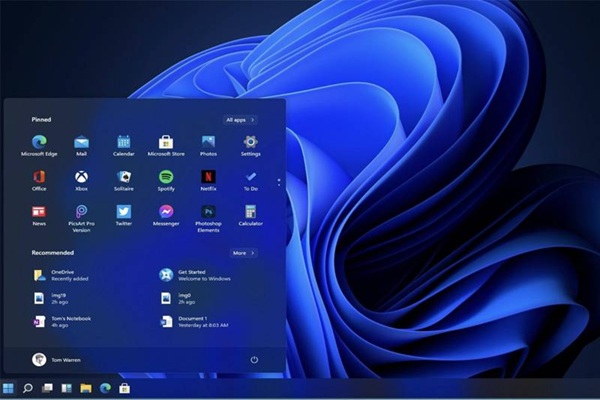 Pinned
All apps >
Microsoft Edge
Mail
Calendar
Microsoft Store
Photos
Settings
Office
Xbox
Solitaire
Spotify
Netflix
To Do
News
PicsArt Pro
Version
Twitter
Messenger
Photoshop
Elements
Calculator
Recommended
More >
OneDrive
Recently added
Get Started
Welcome to Windows
img19
2h ago
img0
2h ago
Tom's Notebook
4h ago
Document 1
Yesterday at 8:03 AM
Tom Warren